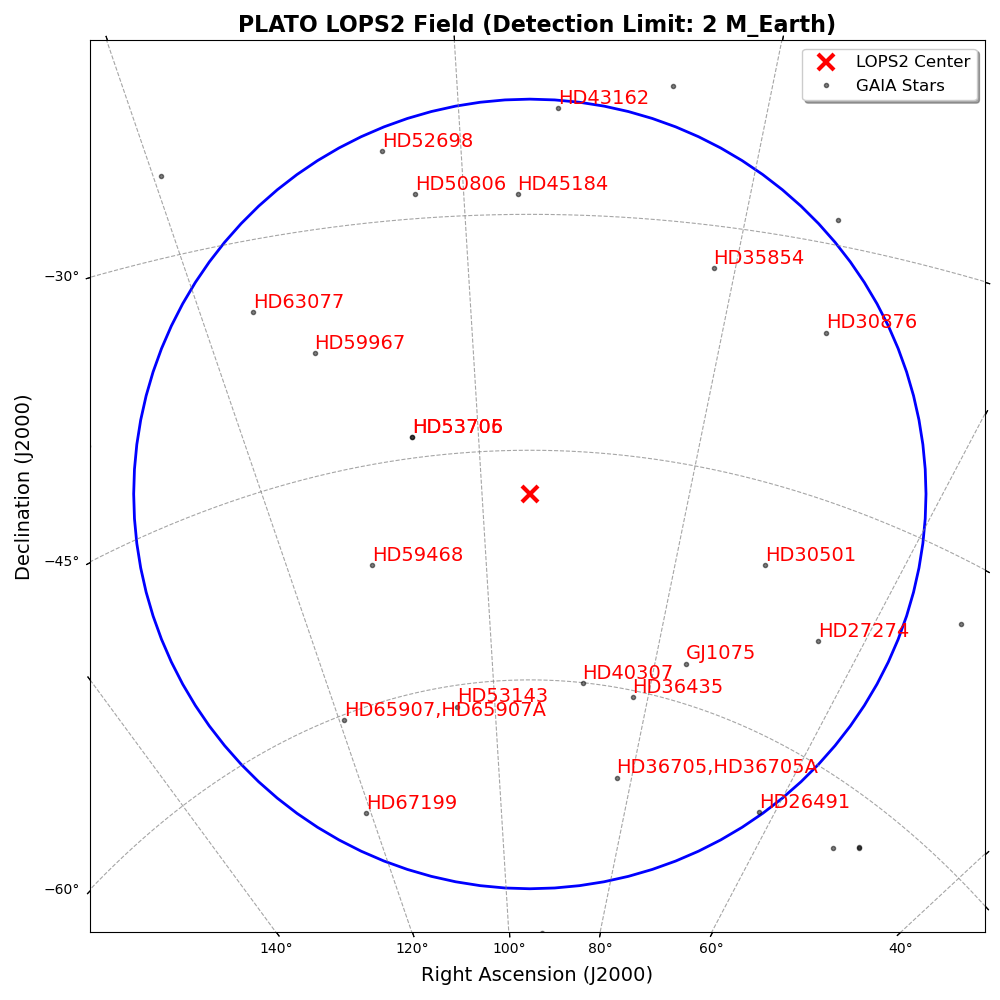 PLATO LOPS2 Field (Detection Limit: 2 M_Earth)
LOPS2 Center
GAIA Stars
HD43162
HD52698
HD50806
HD45184
HD35854
−30°
HD63077
HD30876
HD59967
HD53706
Declination (J2000)
−45°
HD59468
HD30501
HD27274
GJ1075
HD40307
HD36435
HD53143
HD65907,HD65907A
HD36705,HD36705A
HD67199
HD26491
−60°
140°
120°
100°
80°
60°
40°
Right Ascension (J2000)